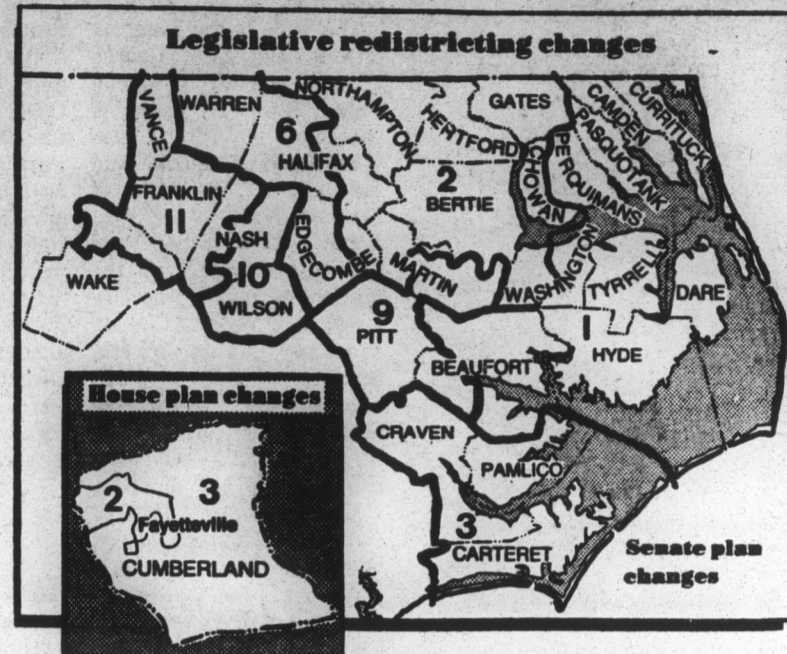 Legislative redistricting changes
VANCE
WARREN
NORTHAMPTON
GATES
CAMDEN
CURRITUCK
6
HALIFAX
HERTFORD
PASQUOTANK
CHOWAN
PERQUIMANS
2
BERTIE
FRANKLIN
11
NASH
EDGECOMBE
MARTIN
WASHINGTON
TYRRELL
DARE
WAKE
10
WILSON
9
PITT
1
HYDE
BEAUFORT
CRAVEN
PAMLICO
3
CARTERET
Senate plan
changes
House plan changes
2
3
Fayetteville
CUMBERLAND